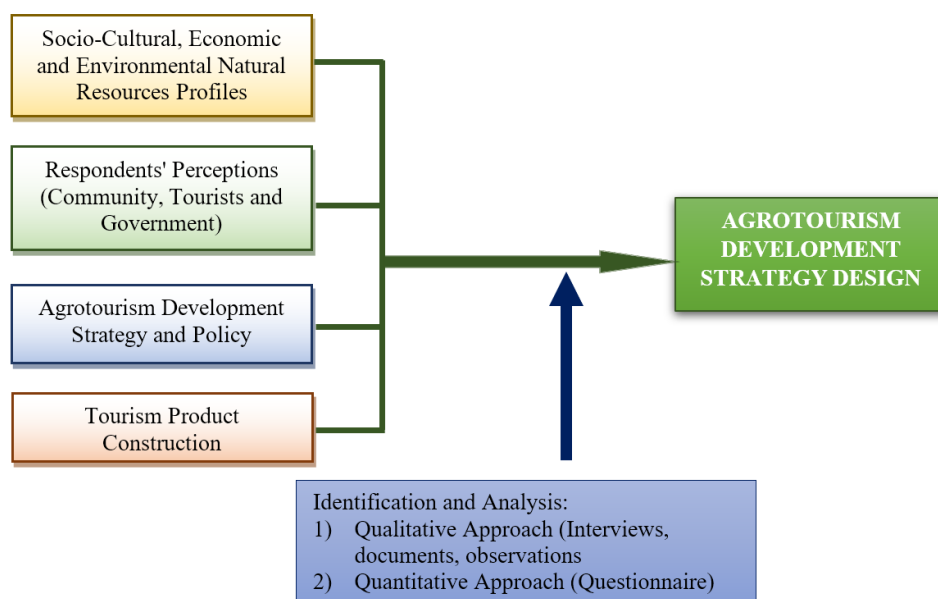 Socio-Cultural, Economic
and Environmental Natural
Resources Profiles
Respondents' Perceptions
(Community, Tourists and
Government)
Agrotourism Development
Strategy and Policy
Tourism Product
Construction
AGROTOURISM
DEVELOPMENT
STRATEGY DESIGN
Identification and Analysis:
1) Qualitative Approach (Interviews,
documents, observations
2) Quantitative Approach (Questionnaire)